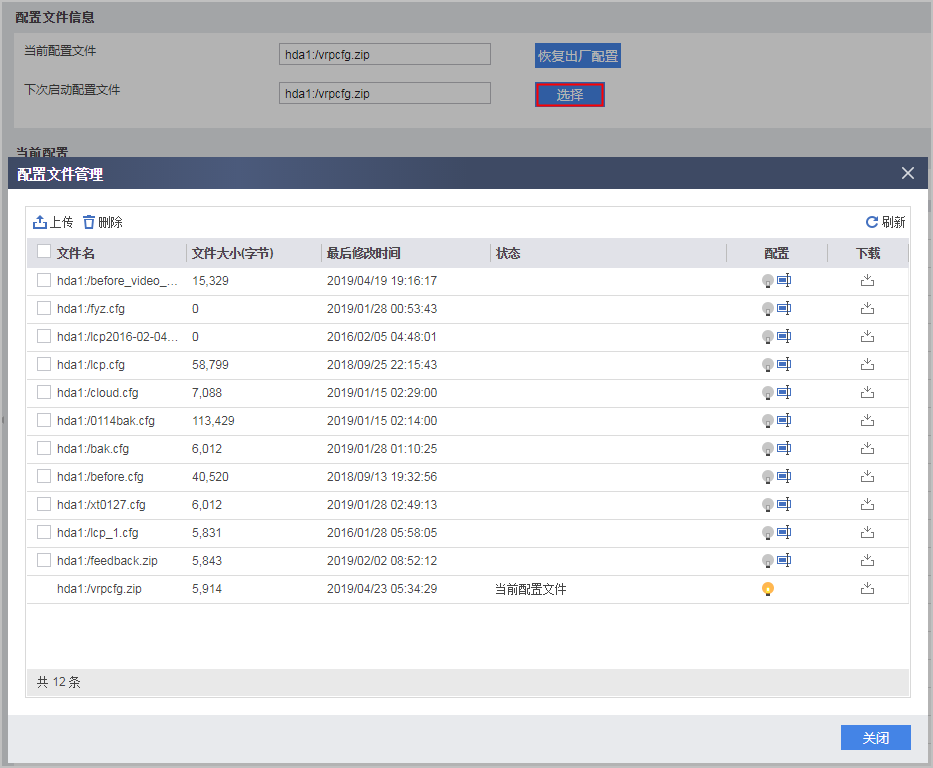 配置文件信息
当前配置文件 hda1:/vrpcfg.zip 恢复出厂配置
下次启动配置文件 hda1:/vrpcfg.zip 选择
当前配置
配置文件管理
上传 删除 刷新
文件名 文件大小(字节) 最后修改时间 状态 配置 下载
hda1:/before_video_... 15,329 2019/04/19 19:16:17
hda1:/fyz.cfg 0 2019/01/28 00:53:43
hda1:/lcp2016-02-04... 0 2016/02/05 04:48:01
hda1:/lcp.cfg 58,799 2018/09/25 22:15:43
hda1:/cloud.cfg 7,088 2019/01/15 02:29:00
hda1:/0114bak.cfg 113,429 2019/01/15 02:14:00
hda1:/bak.cfg 6,012 2019/01/28 01:10:25
hda1:/before.cfg 40,520 2018/09/13 19:32:56
hda1:/xt0127.cfg 6,012 2019/01/28 02:49:13
hda1:/lcp_1.cfg 5,831 2016/01/28 05:58:05
hda1:/feedback.zip 5,843 2019/02/02 08:52:12
hda1:/vrpcfg.zip 5,914 2019/04/23 05:34:29 当前配置文件
共 12 条
关闭